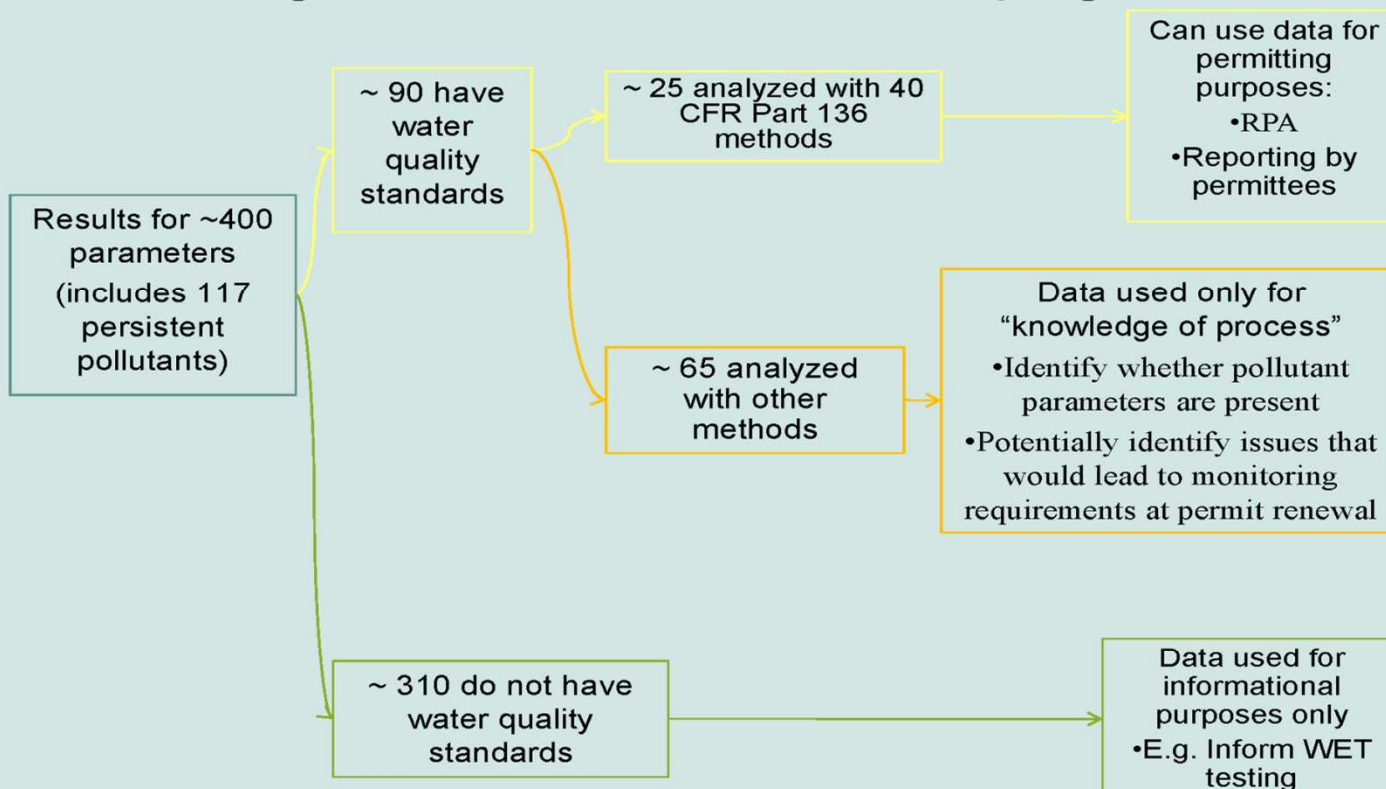 Results for ~400
parameters
(includes 117
persistent
pollutants)
~ 90 have
water
quality
standards
~ 25 analyzed with 40
CFR Part 136
methods
Can use data for
permitting
purposes:
•RPA
•Reporting by
permittees
~ 65 analyzed
with other
methods
Data used only for
“knowledge of process”
•Identify whether pollutant
parameters are present
•Potentially identify issues that
would lead to monitoring
requirements at permit renewal
~ 310 do not have
water quality
standards
Data used for
informational
purposes only
•E.g. Inform WET
testing